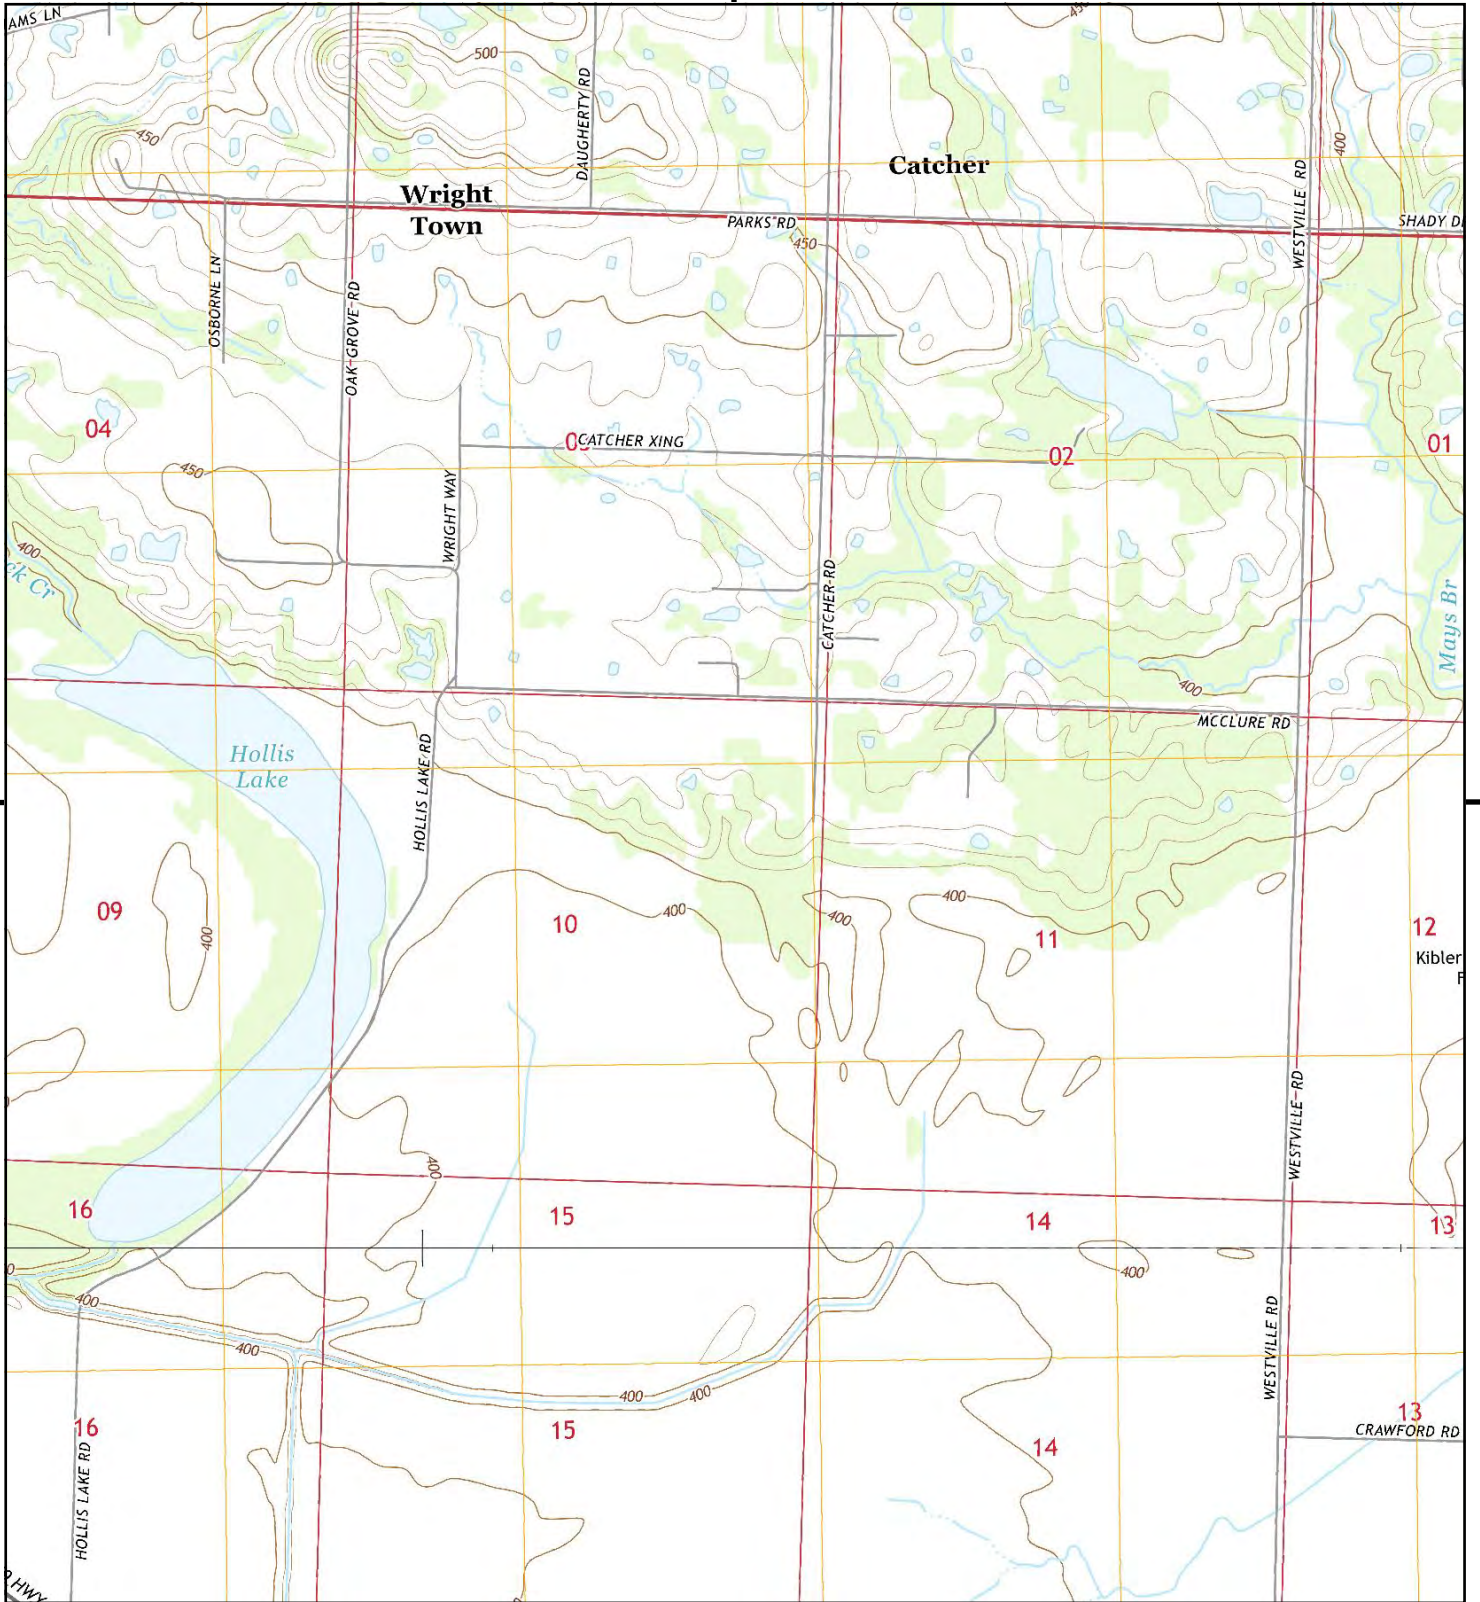 AMS LN
450
500
450
DAUGHERTY RD
Catcher
400
WESTVILLE RD
Wright
Town
PARKS RD
SHADY
450
OSBORNE LN
OAK GROVE RD
04
CATCHER XING
02
01
450
WRIGHT WAY
400
ck Cr
CATCHER RD
Mays Br
400
MCCLURE RD
Hollis
Lake
HOLLIS LAKE RD
09
400
10
400
400
400
11
12
Kibler
F
WESTVILLE RD
400
16
15
14
13
400
400
400
WESTVILLE RD
400
400
16
15
14
13
CRAWFORD RD
HOLLIS LAKE RD
HWY